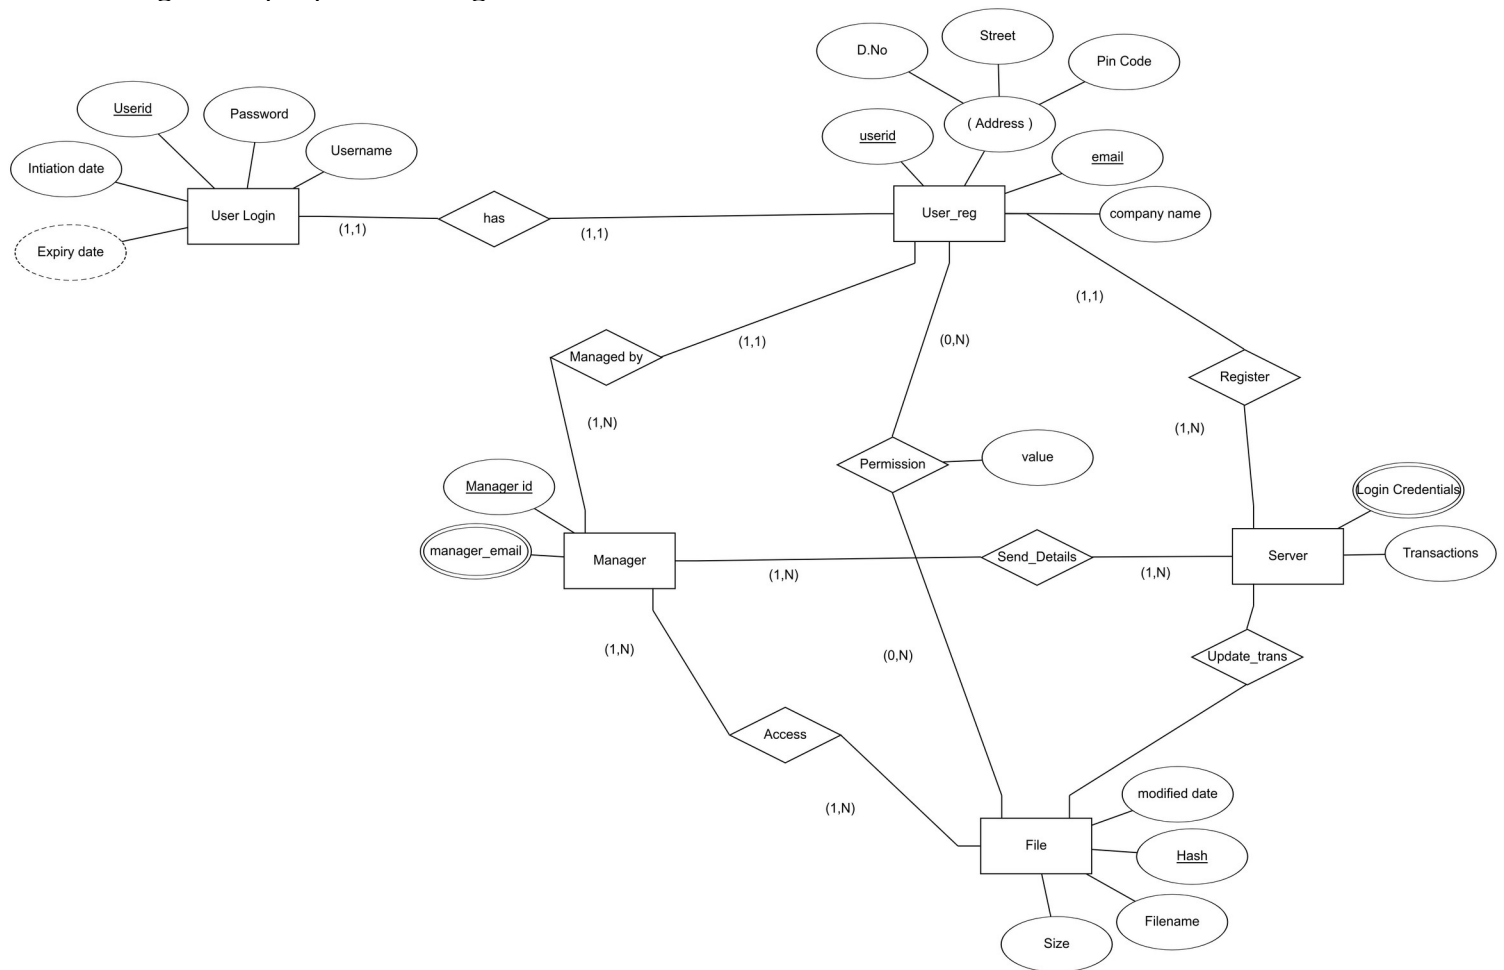 D.No
Street
Pin Code
Userid
Password
Username
( Address )
userid
email
Intiation date
User Login
(1,1)
has
(1,1)
User_reg
company name
Expiry date
(1,1)
Managed by
(1,1)
(0,N)
Register
(1,N)
(1,N)
Permission
value
Manager id
Login Credentials
manager_email
Manager
(1,N)
Send_Details
(1,N)
Server
Transactions
(1,N)
(0,N)
Update_trans
Access
(1,N)
modified date
File
Hash
Filename
Size